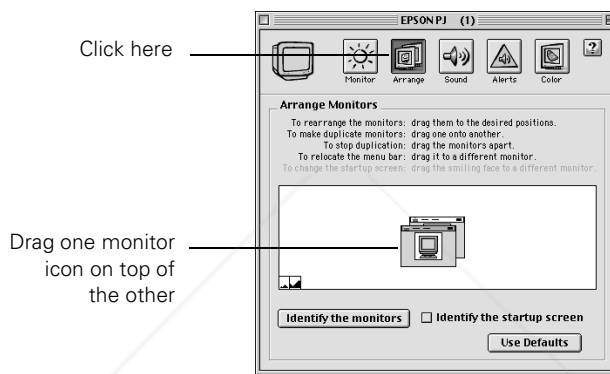 EPSON PJ (1)
Click here
?
Monitor
Arrange
Sound
Alerts
Color
Arrange Monitors
To rearrange the monitors: drag them to the desired positions.
To make duplicate monitors: drag one onto another.
To stop duplication: drag the monitors apart.
To relocate the menu bar: drag it to a different monitor.
To change the startup screen: drag the smiling face to a different monitor.
Drag one monitor
icon on top of
the other
Identify the monitors
Identify the startup screen
Use Defaults